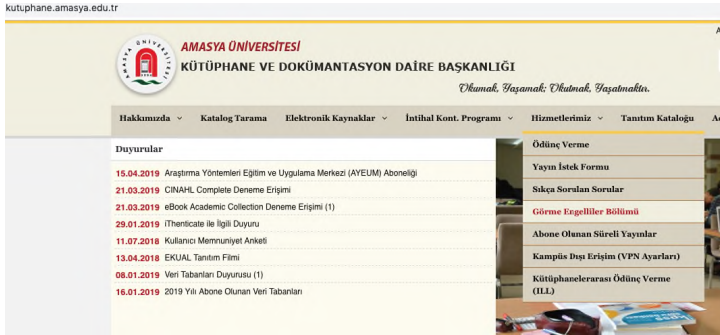 kutuphane.amasya.edu.tr
AMASYA ÜNİVERSİTESİ
KÜTÜPHANE VE DOKÜMANTASYON DAİRE BAŞKANLIĞI
Okumak, Yaşamak; Okutmak, Yaşatmaktır.
Hakkımızda Katalog Tarama Elektronik Kaynaklar İntihal Kont. Programı Hizmetlerimiz Tanıtım Kataloğu
Duyurular
15.04.2019 Araştırma Yöntemleri Eğitim ve Uygulama Merkezi (AYEUM) Aboneliği
21.03.2019 CINAHL Complete Deneme Erişimi
21.03.2019 eBook Academic Collection Deneme Erişimi (1)
29.01.2019 iThenticate ile İlgili Duyuru
11.07.2018 Kullanıcı Memnuniyet Anketi
13.04.2018 EKUAL Tanıtım Filmi
08.01.2019 Veri Tabanları Duyurusu (1)
16.01.2019 2019 Yılı Abone Olunan Veri Tabanları
Ödünç Verme
Yayın İstek Formu
Sıkça Sorulan Sorular
Görme Engelliler Bölümü
Abone Olunan Süreli Yayınlar
Kampüs Dışı Erişim (VPN Ayarları)
Kütüphanelerarası Ödünç Verme
(ILL)